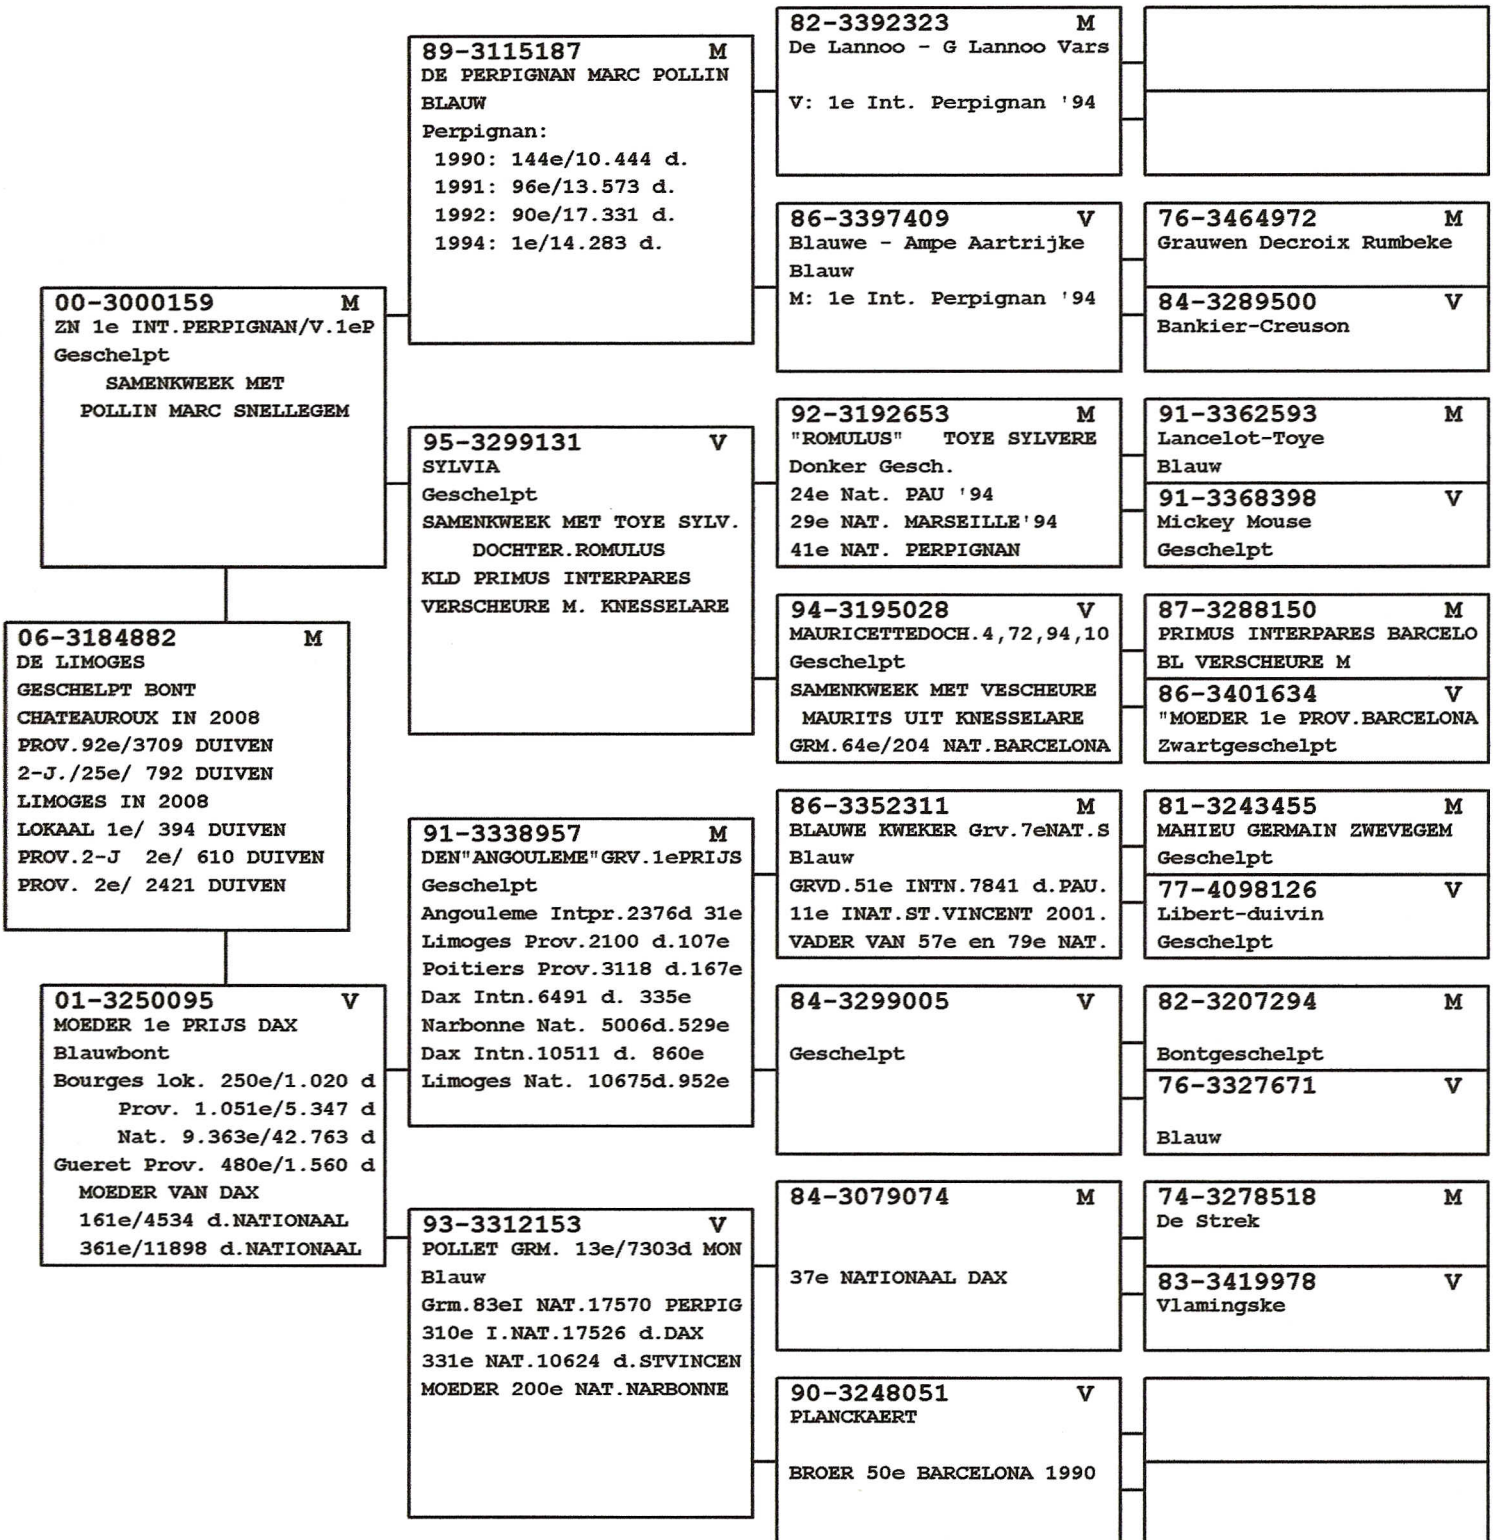 82-3392323 M
De Lannoo - G Lannoo Vars
V: 1e Int. Perpignan '94
89-3115187 M
DE PERPIGNAN MARC POLLIN
BLAUW
Perpignan:
1990: 144e/10.444 d.
1991: 96e/13.573 d.
1992: 90e/17.331 d.
1994: 1e/14.283 d.
86-3397409 V
Blauwe - Ampe Aartrijke
Blauw
M: 1e Int. Perpignan '94
76-3464972 M
Grauwen Decroix Rumbeke
84-3289500 V
Bankier-Creuson
00-3000159 M
ZN 1e INT.PERPIGNAN/V.1eP
Geschelpt
SAMENKWEEK MET
POLLIN MARC SNELLEGEM
95-3299131 V
SYLVIA
Geschelpt
SAMENKWEEK MET TOYE SYLV.
DOCHTER.ROMULUS
KLD PRIMUS INTERPARES
VERSCHEURE M. KNESSELARE
92-3192653 M
"ROMULUS" TOYE SYLVERE
Donker Gesch.
24e Nat. PAU '94
29e NAT. MARSEILLE'94
41e NAT. PERPIGNAN
91-3362593 M
Lancelot-Toye
Blauw
91-3368398 V
Mickey Mouse
Geschelpt
94-3195028 V
MAURICETTEDOCH.4,72,94,10
Geschelpt
SAMENKWEEK MET VESCHEURE
MAURITS UIT KNESSELARE
GRM.64e/204 NAT.BARCELONA
87-3288150 M
PRIMUS INTERPARES BARCELO
BL VERSCHEURE M
86-3401634 V
"MOEDER 1e PROV.BARCELONA
Zwartgeschelpt
06-3184882 M
DE LIMOGES
GESCHELPT BONT
CHATEAUROUX IN 2008
PROV.92e/3709 DUIVEN
2-J./25e/ 792 DUIVEN
LIMOGES IN 2008
LOKAAL 1e/ 394 DUIVEN
PROV.2-J 2e/ 610 DUIVEN
PROV. 2e/ 2421 DUIVEN
91-3338957 M
DEN"ANGOULEME"GRV.1ePRIJS
Geschelpt
Angouleme Intpr.2376d 31e
Limoges Prov.2100 d.107e
Poitiers Prov.3118 d.167e
Dax Intn.6491 d. 335e
Narbonne Nat. 5006d.529e
Dax Intn.10511 d. 860e
Limoges Nat. 10675d.952e
86-3352311 M
BLAUWE KWEKER Grv.7eNAT.S
Blauw
GRVD.51e INTN.7841 d.PAU.
11e INAT.ST.VINCENT 2001.
VADER VAN 57e en 79e NAT.
81-3243455 M
MAHIEU GERMAIN ZWEVEGEM
Geschelpt
77-4098126 V
Libert-duivin
Geschelpt
84-3299005 V
Geschelpt
82-3207294 M
Bontgeschelpt
76-3327671 V
Blauw
01-3250095 V
MOEDER 1e PRIJS DAX
Blauwbont
Bourges lok. 250e/1.020 d
Prov. 1.051e/5.347 d
Nat. 9.363e/42.763 d
Gueret Prov. 480e/1.560 d
MOEDER VAN DAX
161e/4534 d.NATIONAAL
361e/11898 d.NATIONAAL
93-3312153 V
POLLET GRM. 13e/7303d MON
Blauw
Grm.83eI NAT.17570 PERPIG
310e I.NAT.17526 d.DAX
331e NAT.10624 d.STVINCEN
MOEDER 200e NAT.NARBONNE
84-3079074 M
37e NATIONAAL DAX
74-3278518 M
De Strek
83-3419978 V
Vlamingske
90-3248051 V
PLANCKAERT
BROER 50e BARCELONA 1990